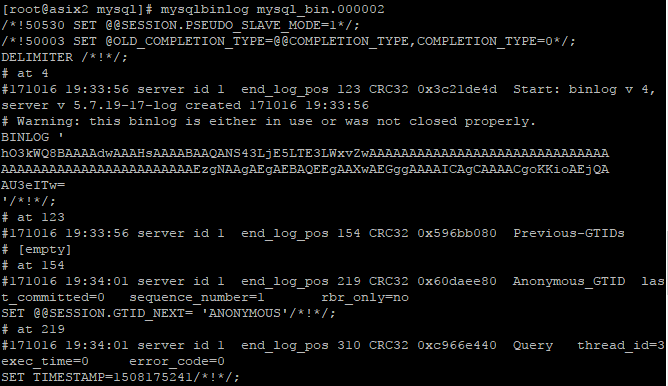 [root@asix2 mysql]# mysqlbinlog mysql_bin.000002
/*!50530 SET @@SESSION.PSEUDO_SLAVE_MODE=1*/;
/*!50003 SET @OLD_COMPLETION_TYPE=@@COMPLETION_TYPE,COMPLETION_TYPE=0*/;
DELIMITER /*!*/;
# at 4
#171016 19:33:56 server id 1  end_log_pos 123 CRC32 0x3c21de4d  Start: binlog v 4,
server v 5.7.19-17-log created 171016 19:33:56
# Warning: this binlog is either in use or was not closed properly.
BINLOG '
hO3kWQ8BAAAAdwAAAHsAAAABAAQANS43LjE5LTE3LWxvZwAAAAAAAAAAAAAAAAAAAAAAAAAAAAAA
AAAAAAAAAAAAAAAAAAAAAAAAEzgNAAgAEgAEBAQEEgAAXwAEGggAAAAICAgCAAAACgoKKioAEjQA
AU3eITw=
'/*!*/;
# at 123
#171016 19:33:56 server id 1  end_log_pos 154 CRC32 0x596bb080  Previous-GTIDs
# [empty]
# at 154
#171016 19:34:01 server id 1  end_log_pos 219 CRC32 0x60daee80  Anonymous_GTID  las
t_committed=0   sequence_number=1       rbr_only=no
SET @@SESSION.GTID_NEXT= 'ANONYMOUS'/*!*/;
# at 219
#171016 19:34:01 server id 1  end_log_pos 310 CRC32 0xc966e440  Query   thread_id=3
exec_time=0     error_code=0
SET TIMESTAMP=1508175241/*!*/;